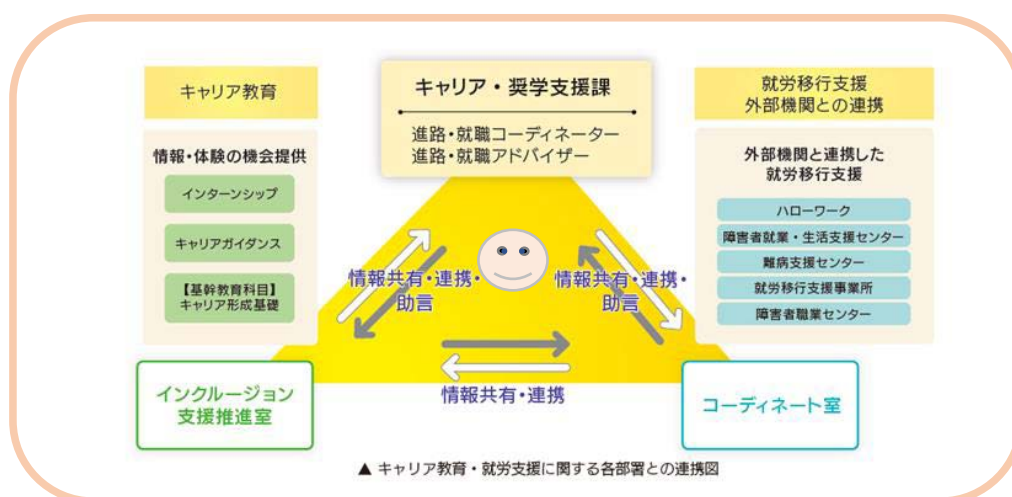 キャリア教育
情報・体験の機会提供
インターンシップ
キャリアガイダンス
【基幹教育科目】
キャリア形成基礎
キャリア・奨学支援課
進路・就職コーディネーター
進路・就職アドバイザー
就労移行支援
外部機関との連携
外部機関と連携した
就労移行支援
ハローワーク
障害者就業・生活支援センター
難病支援センター
就労移行支援事業所
障害者職業センター
情報共有・連携・
助言
情報共有・連携・
助言
情報共有・連携
インクルージョン
支援推進室
コーディネート室
▲ キャリア教育・就労支援に関する各部署との連携図